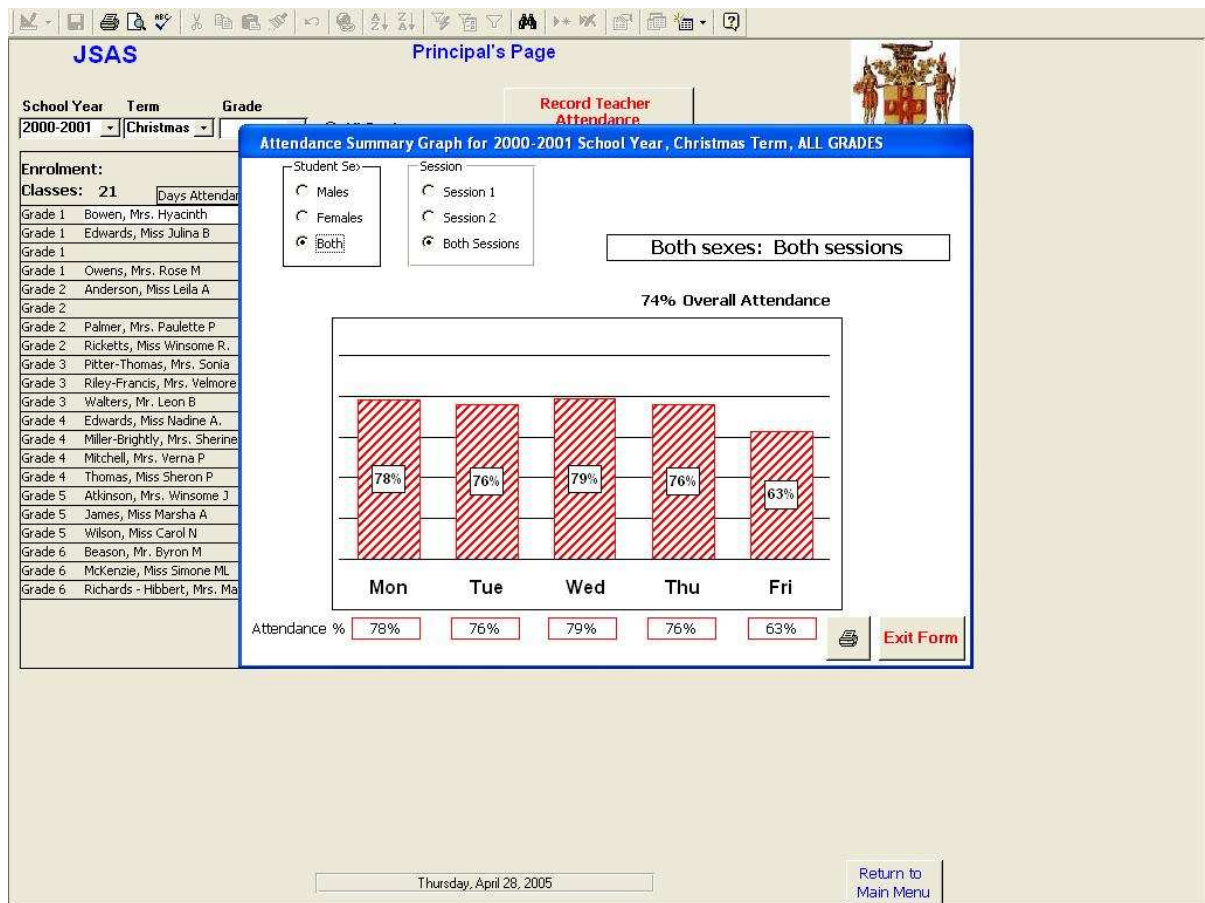 JSAS
Principal's Page
School Year Term Grade
2000-2001 Christmas
Record Teacher
Attendance
Enrolment:
Classes: 21
Days Attendan
Grade 1 Bowen, Mrs. Hyacinth
Grade 1 Edwards, Miss Julina B
Grade 1
Grade 1 Owens, Mrs. Rose M
Grade 2 Anderson, Miss Leila A
Grade 2
Grade 2 Palmer, Mrs. Paulette P
Grade 2 Ricketts, Miss Winsome R.
Grade 3 Pitter-Thomas, Mrs. Sonia
Grade 3 Riley-Francis, Mrs. Velmore
Grade 3 Walters, Mr. Leon B
Grade 4 Edwards, Miss Nadine A.
Grade 4 Miller-Brightly, Mrs. Sherine
Grade 4 Mitchell, Mrs. Verna P
Grade 4 Thomas, Miss Sheron P
Grade 5 Atkinson, Mrs. Winsome J
Grade 5 James, Miss Marsha A
Grade 5 Wilson, Miss Carol N
Grade 6 Beason, Mr. Byron M
Grade 6 McKenzie, Miss Simone ML
Grade 6 Richards - Hibbert, Mrs. Ma
Attendance Summary Graph for 2000-2001 School Year, Christmas Term, ALL GRADES
Student Sex
Males
Females
Both
Session
Session 1
Session 2
Both Sessions
Both sexes: Both sessions
74% Overall Attendance
78% 76% 79% 76% 63%
Mon Tue Wed Thu Fri
Attendance % 78% 76% 79% 76% 63%
Exit Form
Thursday, April 28, 2005
Return to
Main Menu